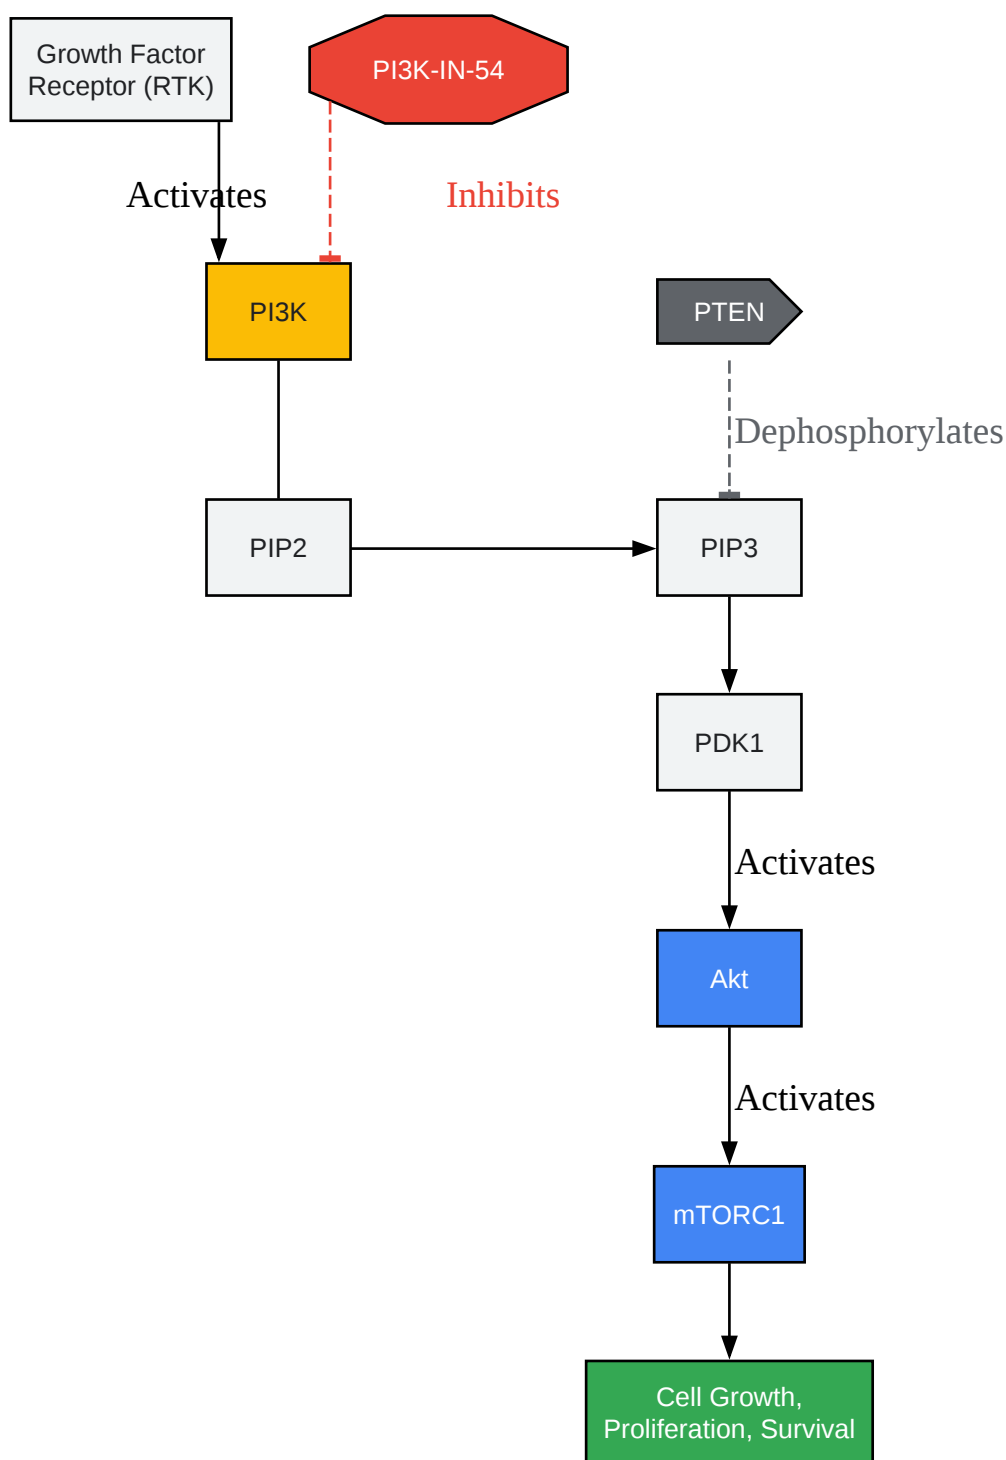 Growth Factor
Receptor (RTK)
PI3K-IN-54
Activates
Inhibits
PI3K
PTEN
Dephosphorylates
PIP2
PIP3
PDK1
Activates
Akt
Activates
mTORC1
Cell Growth,
Proliferation, Survival